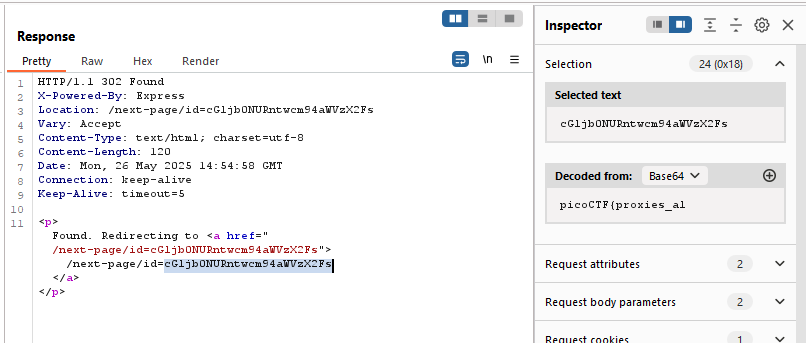 Response
Pretty Raw Hex Render
\n
1 HTTP/1.1 302 Found
2 X-Powered-By: Express
3 Location: /next-page/id=cGljb0NURntwcm94aWVzX2Fs
4 Vary: Accept
5 Content-Type: text/html; charset=utf-8
6 Content-Length: 120
7 Date: Mon, 26 May 2025 14:54:58 GMT
8 Connection: keep-alive
9 Keep-Alive: timeout=5
10
11 <p>
Found. Redirecting to <a href="
/next-page/id=cGljb0NURntwcm94aWVzX2Fs">
/next-page/id=cGljb0NURntwcm94aWVzX2Fs
</a>
</p>
Inspector
Selection 24 (0x18)
Selected text
cGljb0NURntwcm94aWVzX2Fs
Decoded from: Base64
picoCTF{proxies_al
Request attributes 2
Request body parameters 2
Request cookies 1